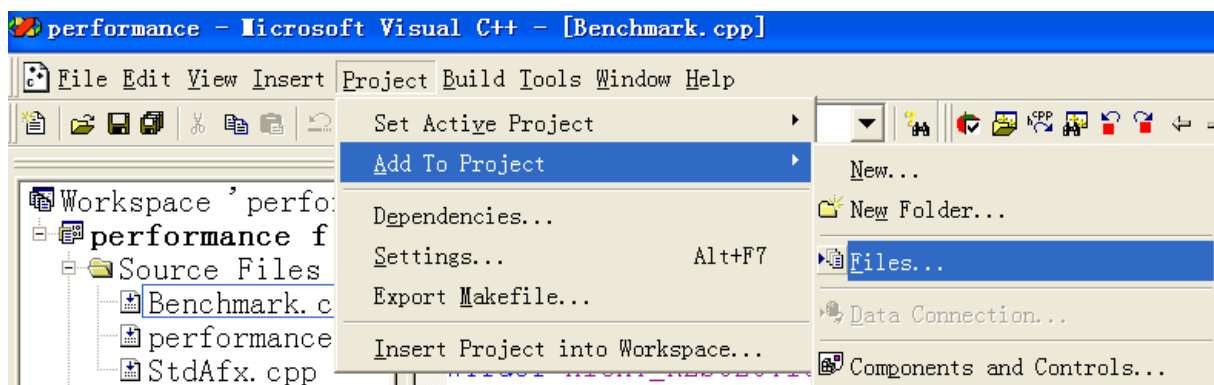 performance - Microsoft Visual C++ - [Benchmark.cpp]
File Edit View Insert Project Build Tools Window Help
Set Active Project
Add To Project
New...
New Folder...
Workspace 'perfo
Dependencies...
performance f
Settings... Alt+F7
Files...
Source Files
Export Makefile...
Benchmark.c
Data Connection...
performance
Insert Project into Workspace...
StdAfx.cpp
Components and Controls...